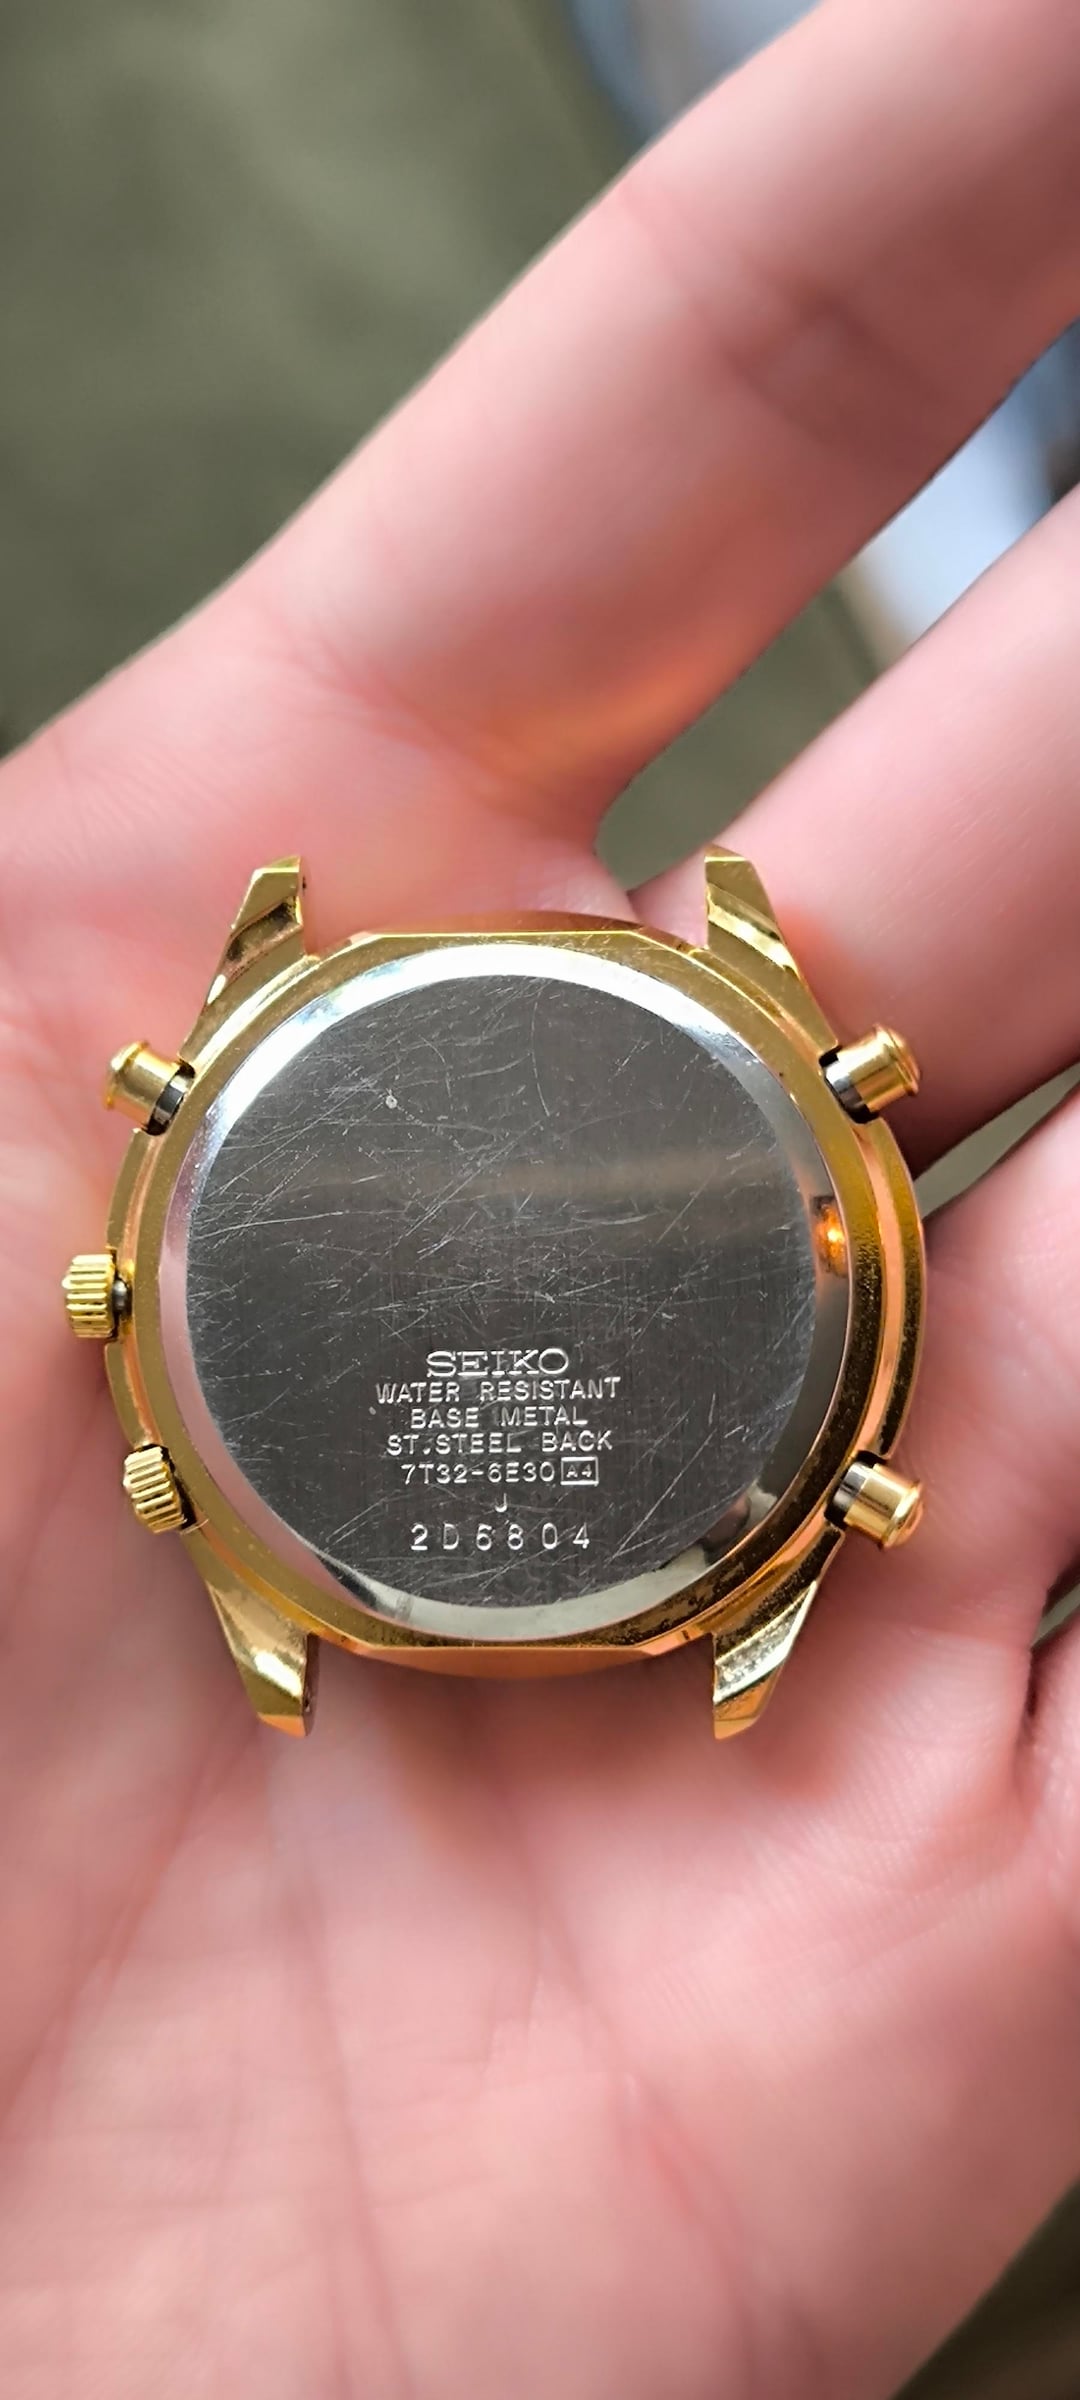 SEIKO
WATER RESISTANT
BASE METAL
ST.STEEL BACK
7T32-6E30 A4
J
2D6804